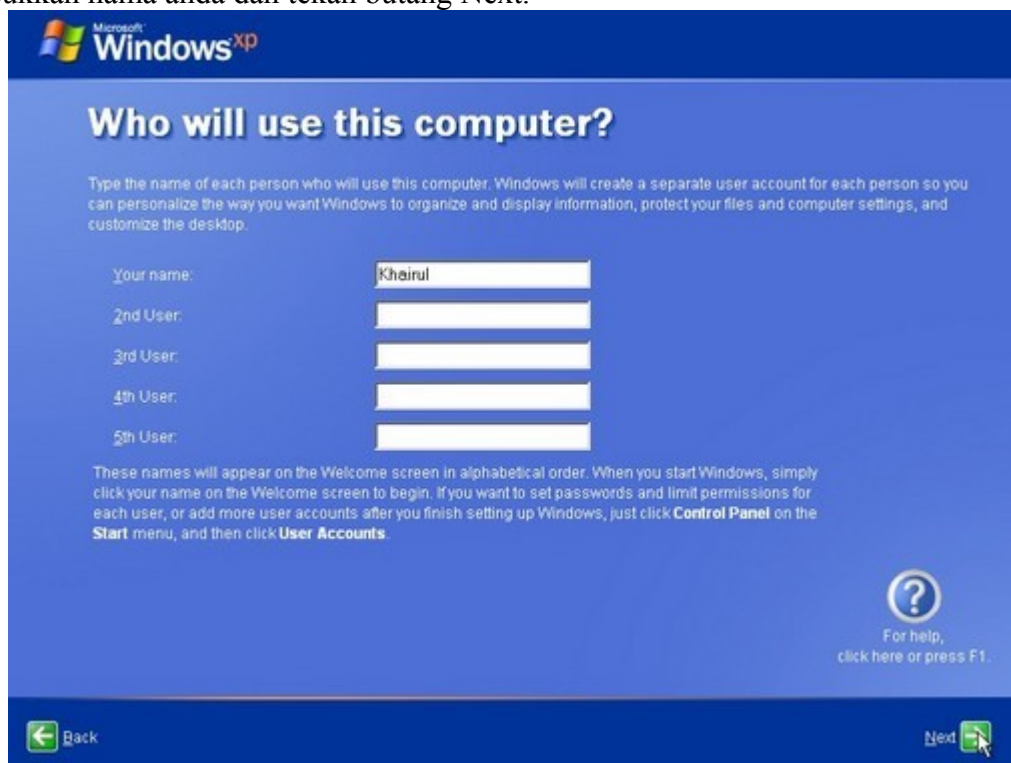 nama anda dan tekan butang Next.
Microsoft
Windows xp
Who will use this computer?
Type the name of each person who will use this computer. Windows will create a separate user account for each person so you
can personalize the way you want Windows to organize and display information, protect your files and computer settings, and
customize the desktop.
Your name:
Khairul
2nd User:
3rd User:
4th User:
5th User:
These names will appear on the Welcome screen in alphabetical order. When you start Windows, simply
click your name on the Welcome screen to begin. If you want to set passwords and limit permissions for
each user, or add more user accounts after you finish setting up Windows, just click Control Panel on the
Start menu, and then click User Accounts.
?
For help,
click here or press F1.
Back
Next